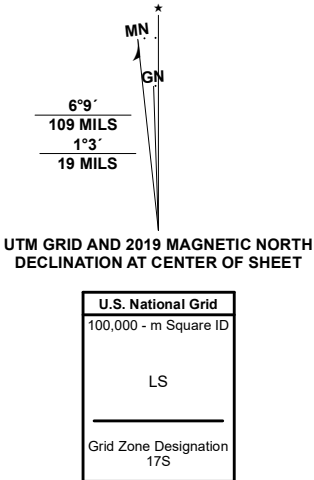 MN
GN
6°9´
109 MILS
1°3´
19 MILS
UTM GRID AND 2019 MAGNETIC NORTH
DECLINATION AT CENTER OF SHEET
U.S. National Grid
100,000 - m Square ID
LS
Grid Zone Designation
17S